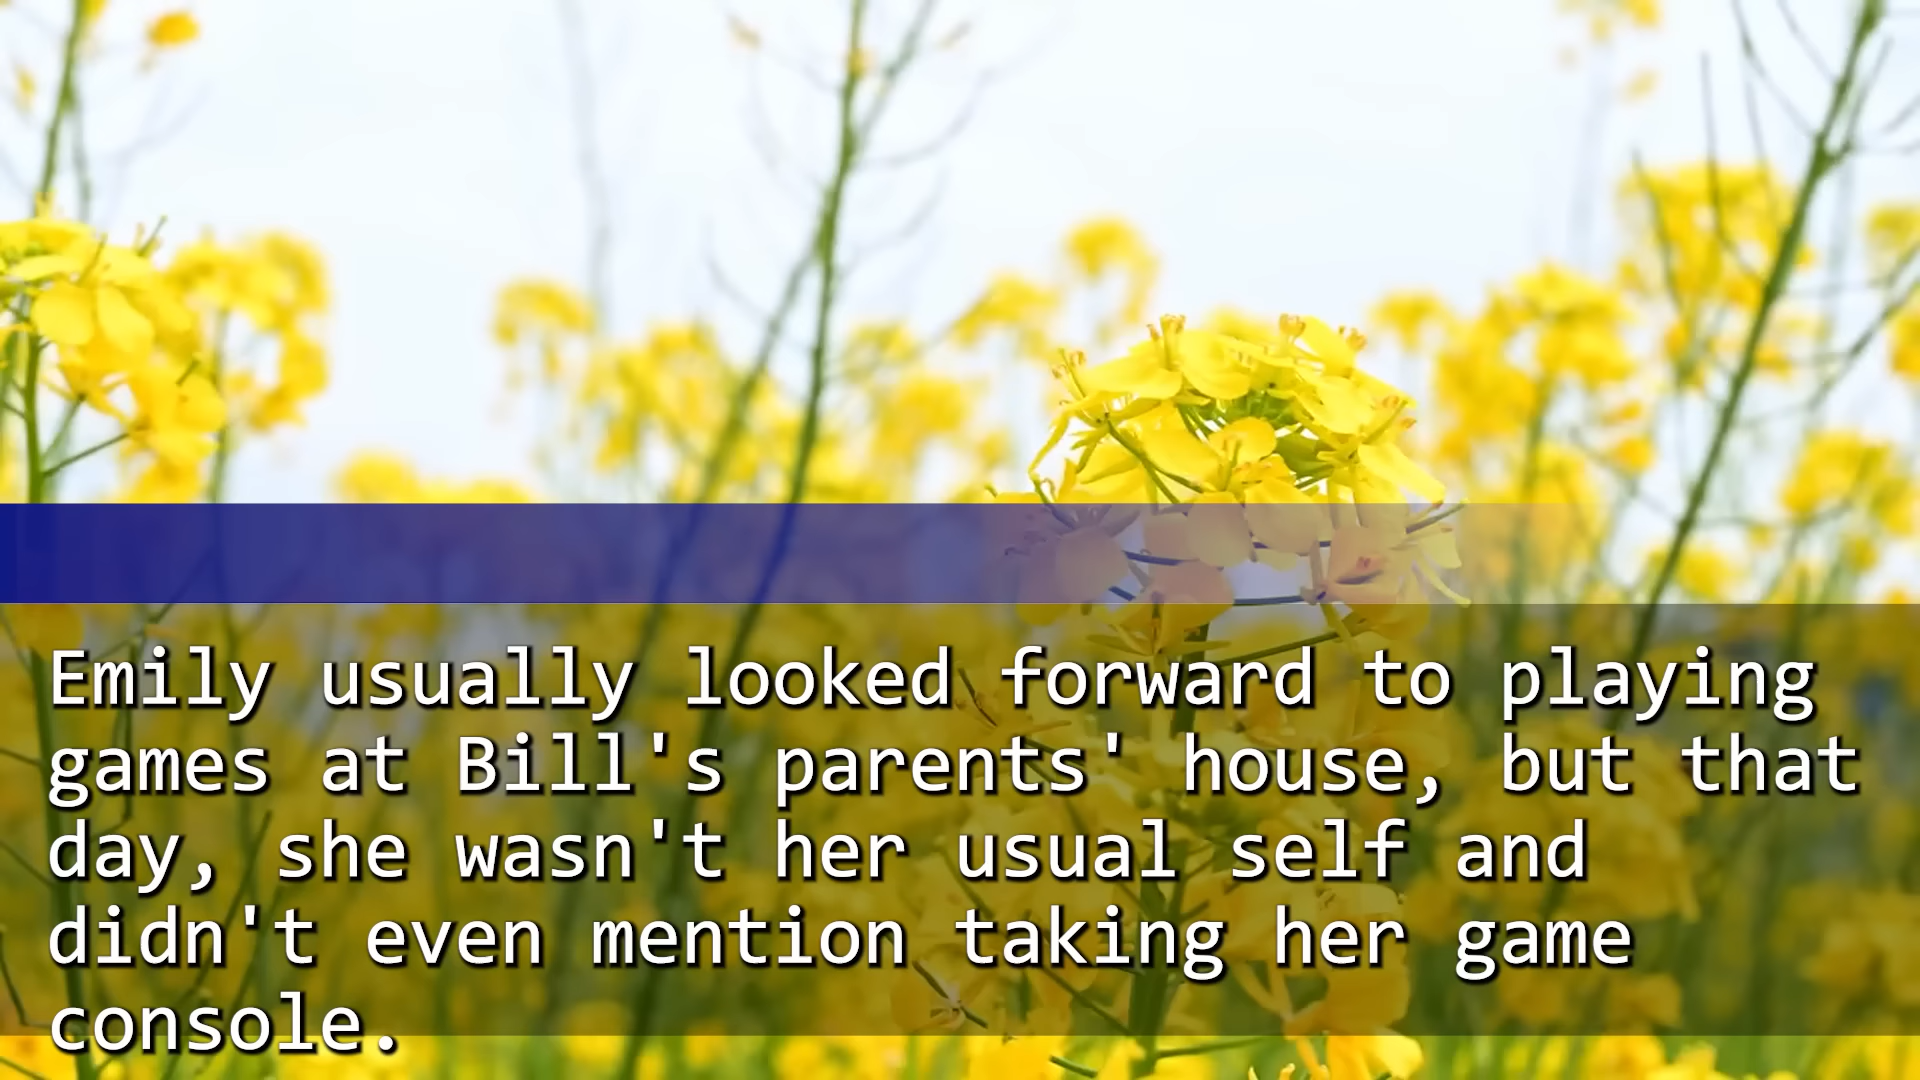 Emily usually looked forward to playing
games at Bill's parents' house, but that
day, she wasn't her usual self and
didn't even mention taking her game
console.